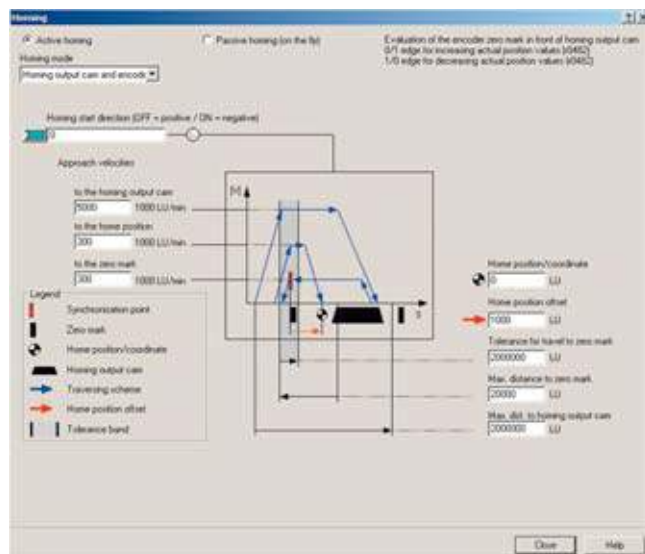 Homing
Active homing
Passive homing (on the fly)
Evaluation of the encoder zero mark in front of homing output cam
0/1 edge for increasing actual position values (r0482)
1/0 edge for decreasing actual position values (r0482)
Homing mode
Homing output cam and encode
Homing start direction (OFF = positive / ON = negative)
0
Approach velocities
to the homing output cam
5000 1000 LU/min
to the home position
300 1000 LU/min
to the zero mark
300 1000 LU/min
Legend
Synchronization point
Zero mark
Home position/coordinate
Homing output cam
Traversing scheme
Home position offset
Tolerance band
Home position/coordinate
0 LU
Home position offset
1000 LU
Tolerance for travel to zero mark
2000000 LU
Max. distance to zero mark
20000 LU
Max. dist. to homing output cam
2000000 LU
Close
Help